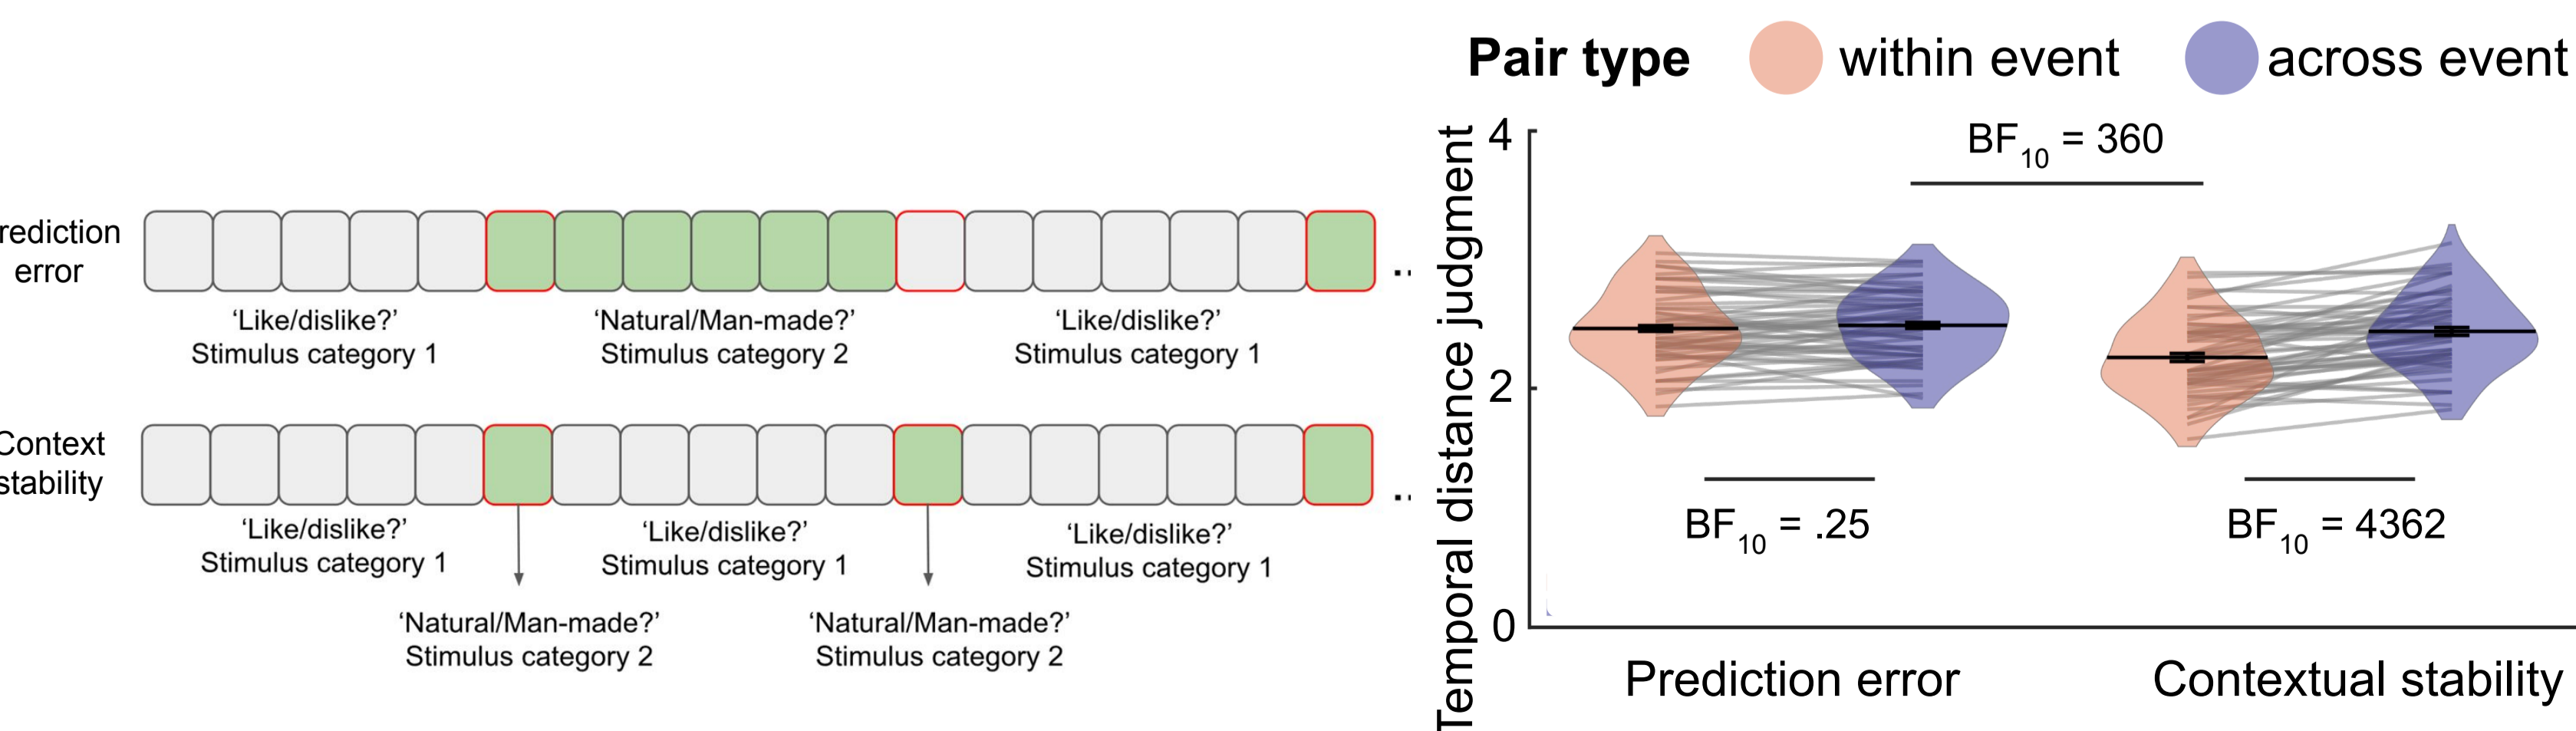 rediction
error
‘Like/dislike?’
Stimulus category 1
‘Natural/Man-made?’
Stimulus category 2
‘Like/dislike?’
Stimulus category 1
..
Context
stability
‘Like/dislike?’
Stimulus category 1
‘Like/dislike?’
Stimulus category 1
‘Like/dislike?’
Stimulus category 1
..
‘Natural/Man-made?’
Stimulus category 2
‘Natural/Man-made?’
Stimulus category 2
Pair type within event across event
Temporal distance judgment
4
2
0
BF10 = 360
BF10 = .25
BF10 = 4362
Prediction error
Contextual stability